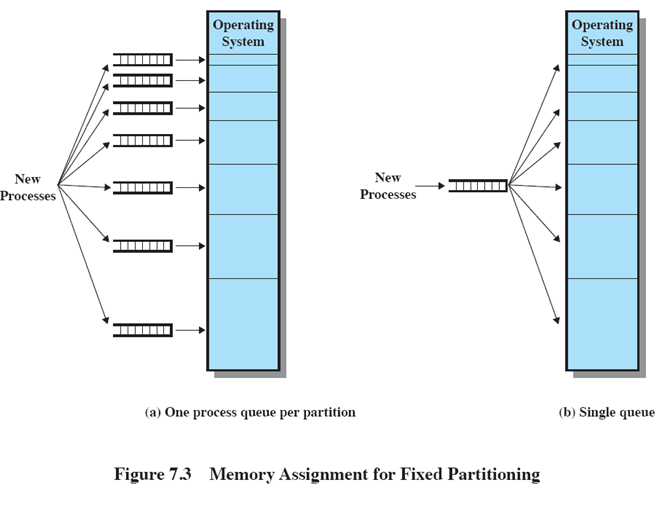 Operating
System
New
Processes
(a) One process queue per partition
Operating
System
New
Processes
(b) Single queue
Figure 7.3 Memory Assignment for Fixed Partitioning